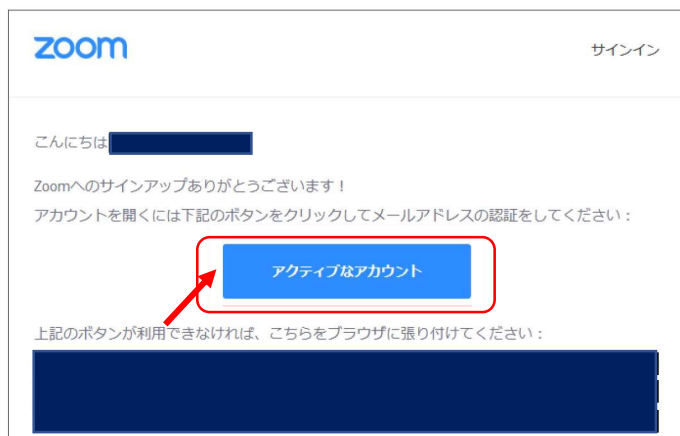 zoom
サインイン
こんにちは
Zoomへのサインアップありがとうございます！
アカウントを開くには下記のボタンをクリックしてメールアドレスの認証をしてください：
アクティブなアカウント
上記のボタンが利用できなければ、こちらをブラウザに張り付けてください：